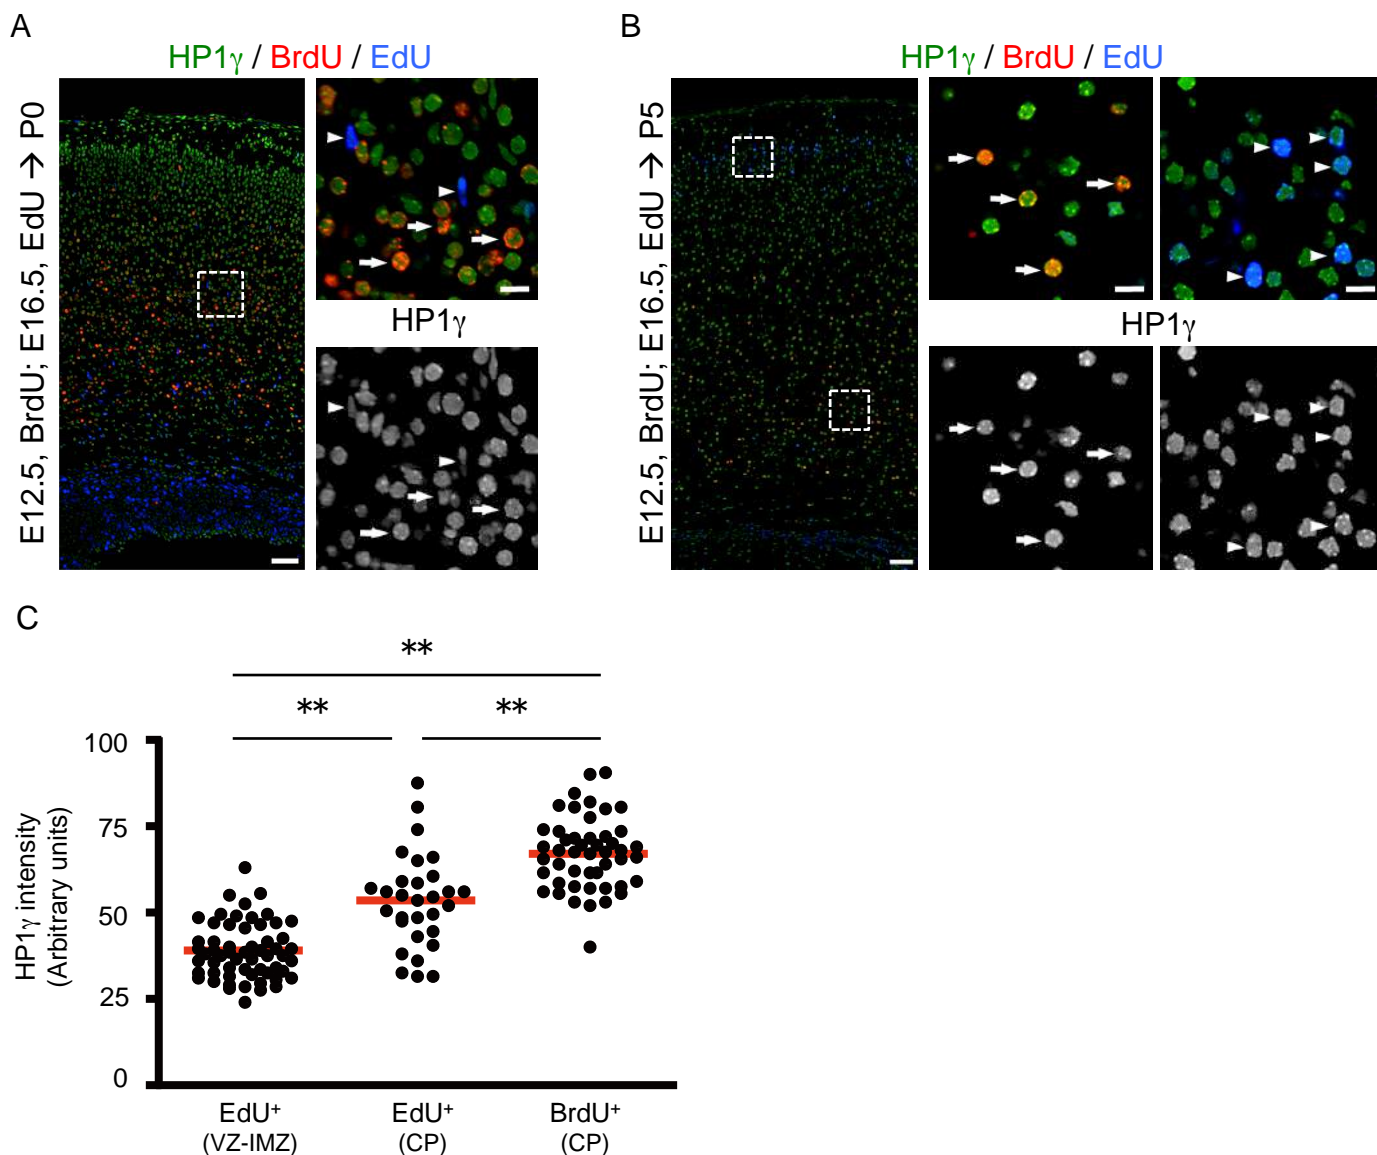 A
B
HP1γ / BrdU / EdU
HP1γ / BrdU / EdU
E12.5, BrdU; E16.5, EdU → P0
E12.5, BrdU; E16.5, EdU → P5
HP1γ
HP1γ
C
**
** **
100
75
50
25
0
HP1γ intensity
(Arbitrary units)
EdU⁺ EdU⁺ BrdU⁺
(VZ-IMZ) (CP) (CP)